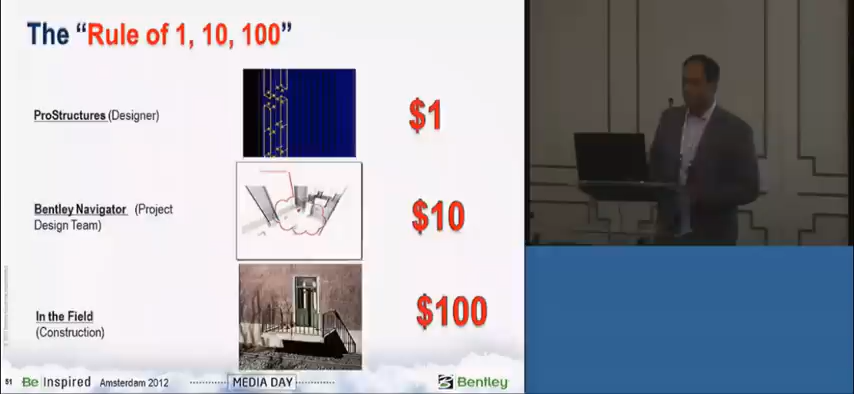 The “Rule of 1, 10, 100”
ProStructures (Designer)
$1
Bentley Navigator (Project
Design Team)
$10
In the Field
(Construction)
$100
51 Be Inspired Amsterdam 2012 MEDIA DAY Bentley